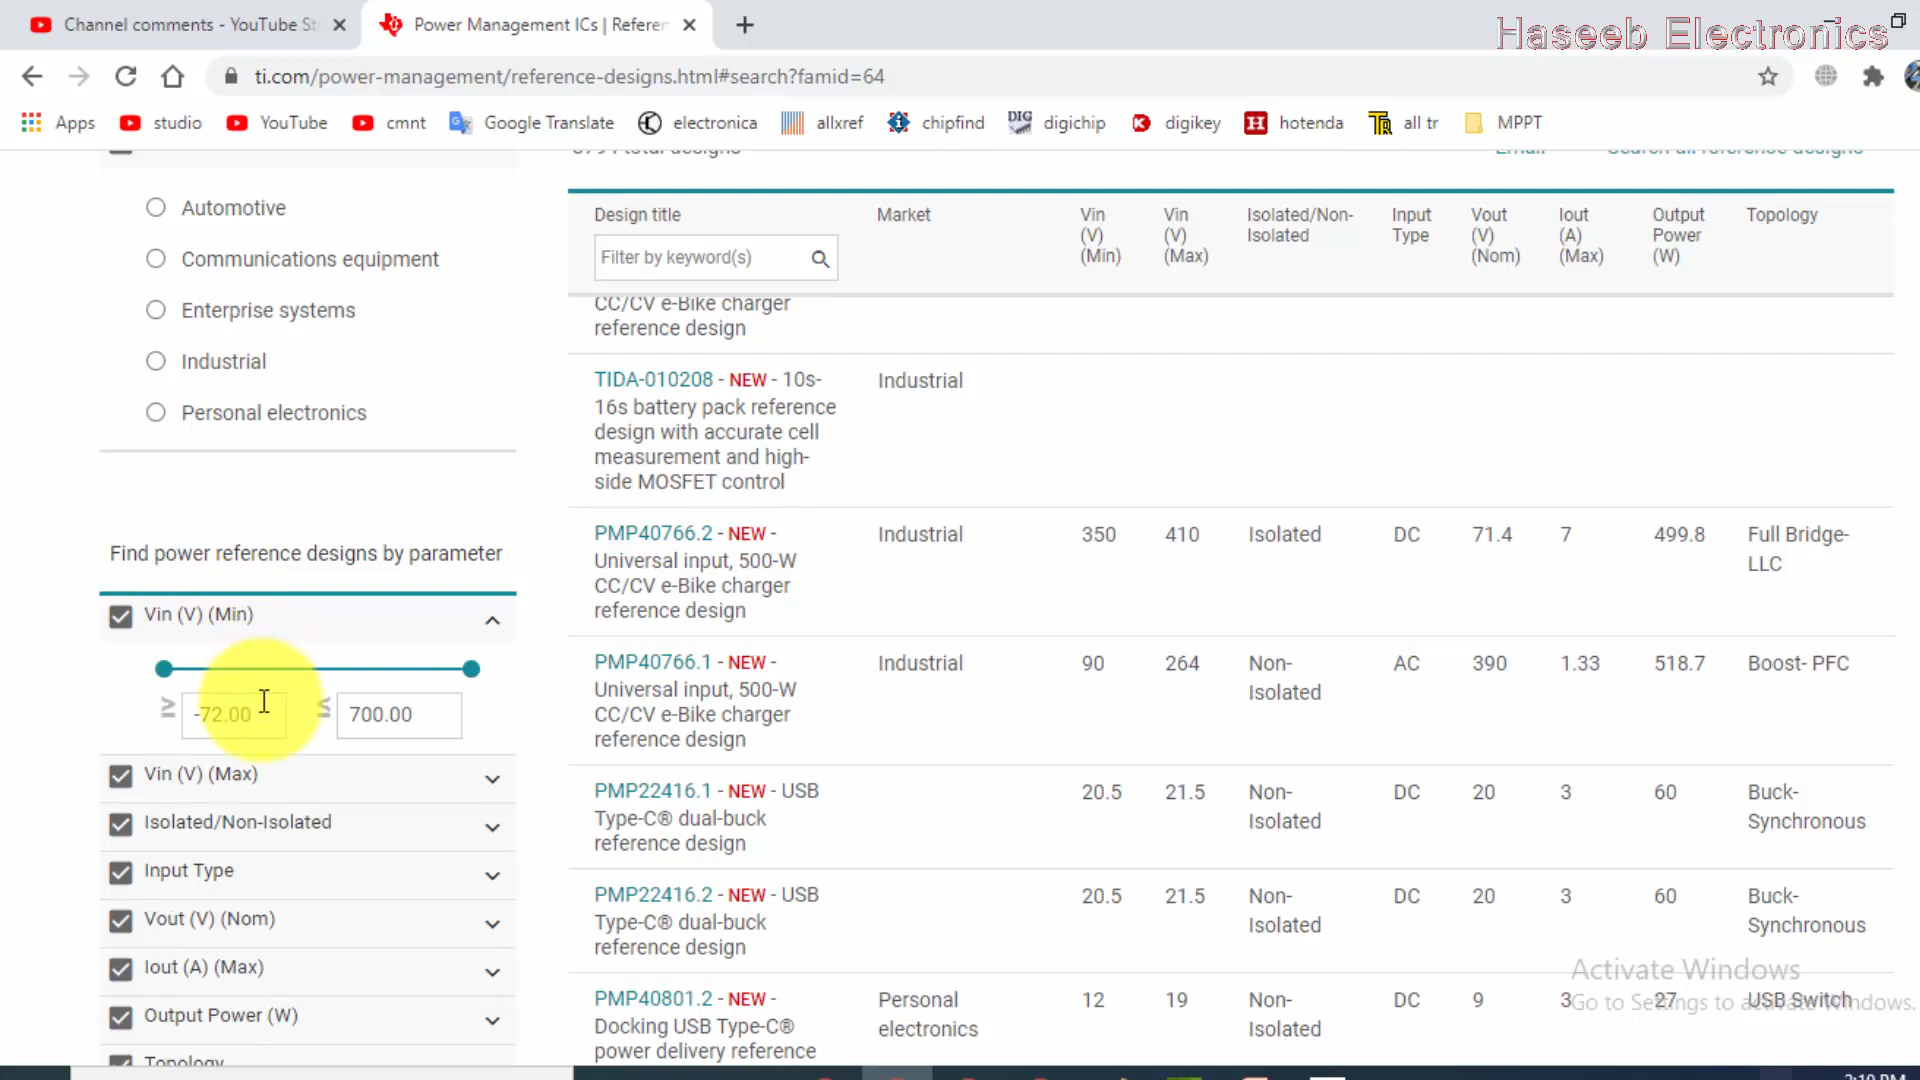 Channel comments - YouTube St
Power Management ICs | Referen
Haseeb Electronics
ti.com/power-management/reference-designs.html#search?famid=64
Apps
studio
YouTube
cmnt
Google Translate
electronica
allxref
chipfind
DIG
digichip
digikey
H
hotenda
TR
all tr
MPPT
total designs
Email
Search all reference designs
Automotive
Communications equipment
Enterprise systems
Industrial
Personal electronics
Find power reference designs by parameter
Vin (V) (Min)
≥ -72.00 ≤ 700.00
Vin (V) (Max)
Isolated/Non-Isolated
Input Type
Vout (V) (Nom)
Iout (A) (Max)
Output Power (W)
Topology
Design title
Filter by keyword(s)
Market
Vin
(V)
(Min)
Vin
(V)
(Max)
Isolated/Non-
Isolated
Input
Type
Vout
(V)
(Nom)
Iout
(A)
(Max)
Output
Power
(W)
Topology
CC/CV e-Bike charger
reference design
TIDA-010208 - NEW - 10s-
16s battery pack reference
design with accurate cell
measurement and high-
side MOSFET control
Industrial
PMP40766.2 - NEW -
Universal input, 500-W
CC/CV e-Bike charger
reference design
Industrial
350
410
Isolated
DC
71.4
7
499.8
Full Bridge-
LLC
PMP40766.1 - NEW -
Universal input, 500-W
CC/CV e-Bike charger
reference design
Industrial
90
264
Non-
Isolated
AC
390
1.33
518.7
Boost- PFC
PMP22416.1 - NEW - USB
Type-C® dual-buck
reference design
20.5
21.5
Non-
Isolated
DC
20
3
60
Buck-
Synchronous
PMP22416.2 - NEW - USB
Type-C® dual-buck
reference design
20.5
21.5
Non-
Isolated
DC
20
3
60
Buck-
Synchronous
PMP40801.2 - NEW -
Docking USB Type-C®
power delivery reference
Personal
electronics
12
19
Non-
Isolated
DC
9
3
27
USB Switch
Activate Windows
Go to Settings to activate Windows.